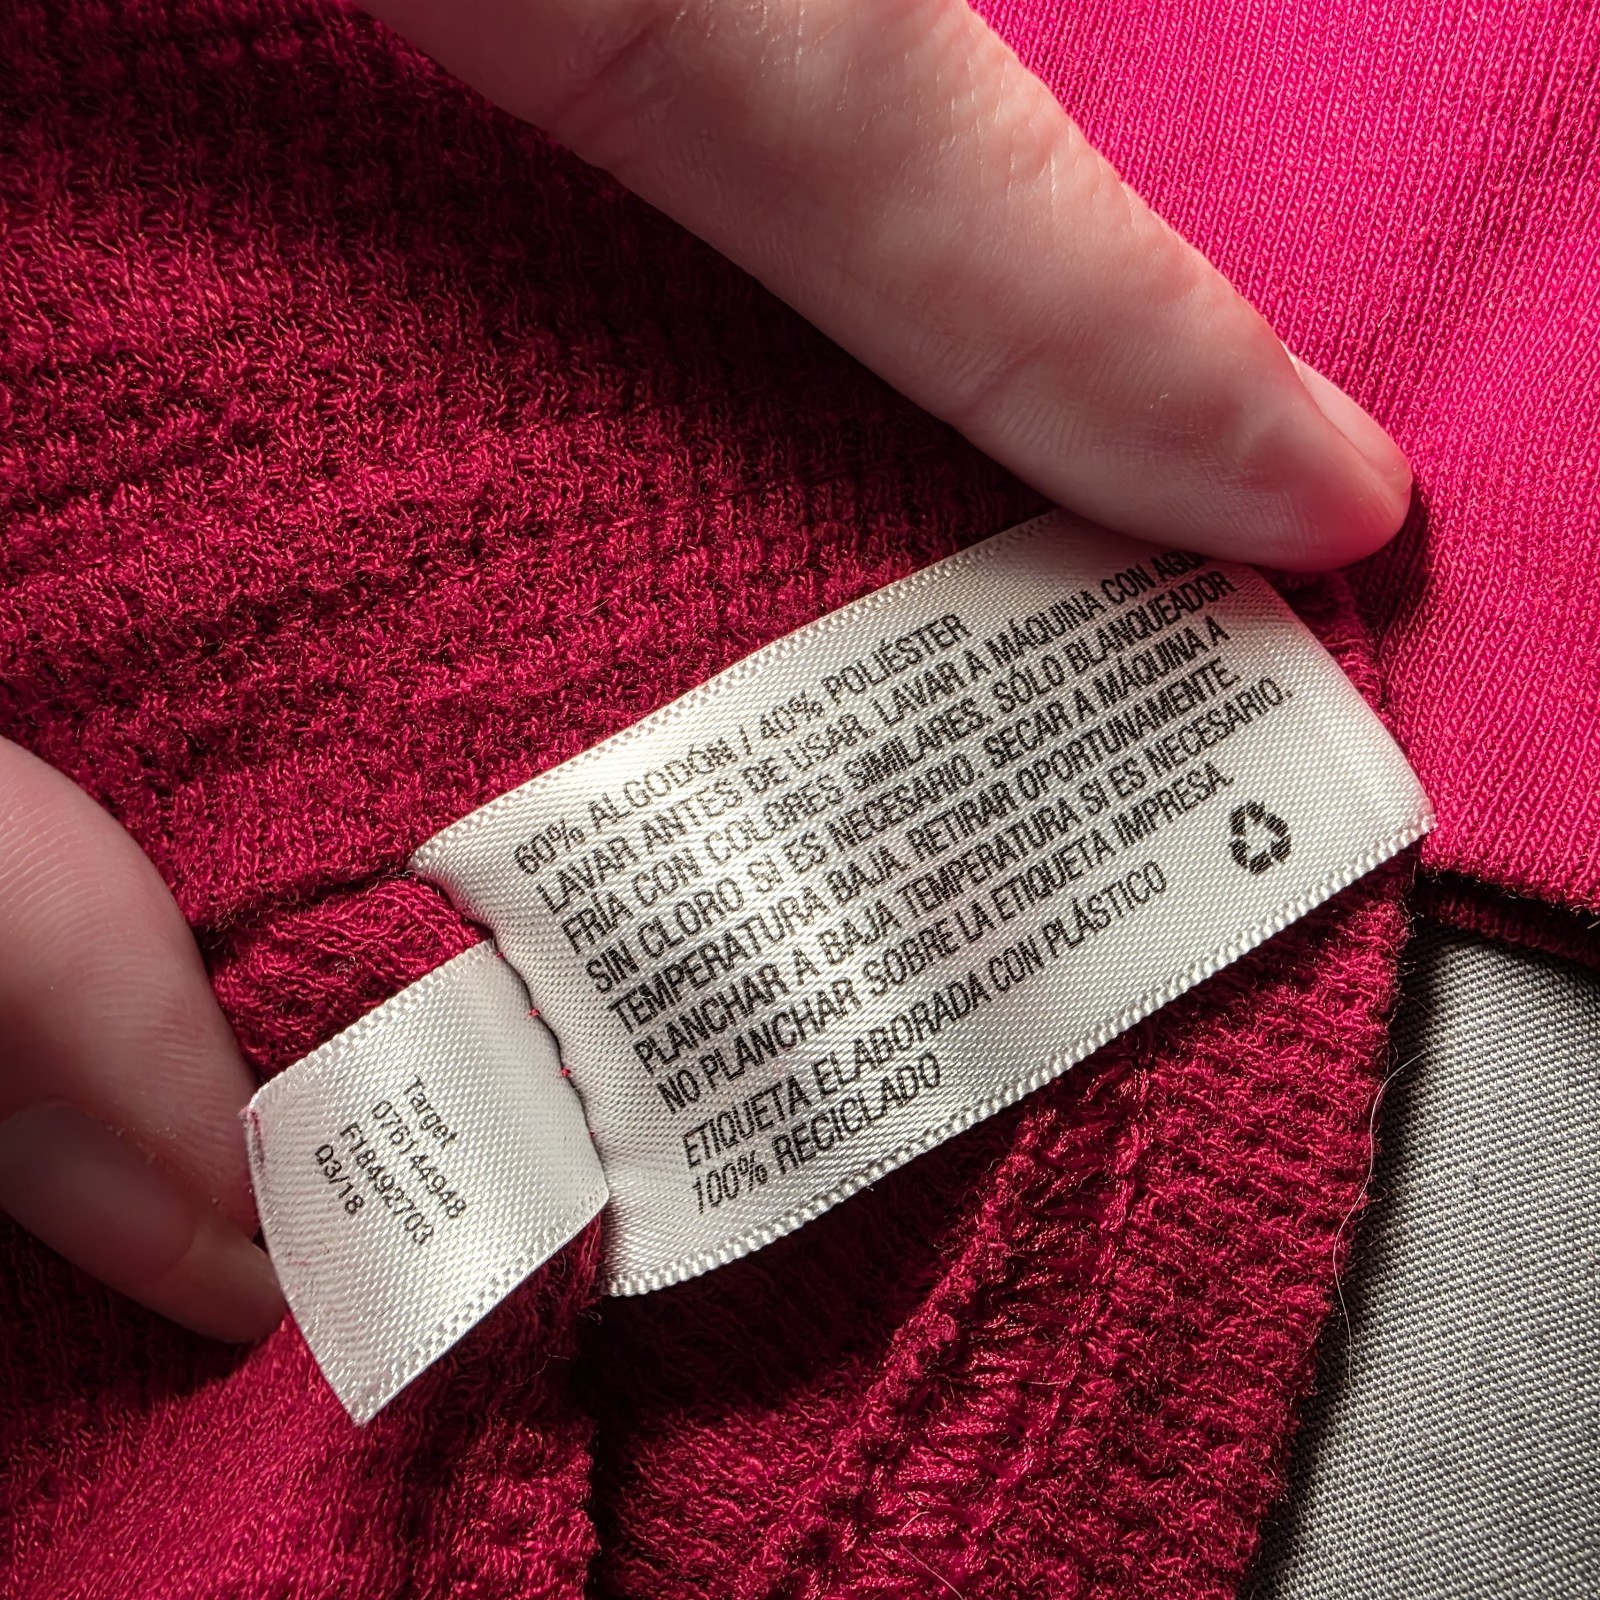 60% ALGODÓN / 40% POLIÉSTER
LAVAR ANTES DE USAR. LAVAR A MÁQUINA CON
FRIA CON COLORES SIMILARES. SÓLO BLANQUEADOR
SIN CLORO SI ES NECESARIO. SECAR A MÁQUINA A
TEMPERATURA BAJA. RETIRAR OPORTUNAMENTE
PLANCHAR A BAJA TEMPERATURA SI ES NECESARIO.
NO PLANCHAR SOBRE LA ETIQUETA IMPRESA.
ETIQUETA ELABORADA CON PLÁSTICO
100% RECICLADO
Target
076144948
F18492703
Q3/18